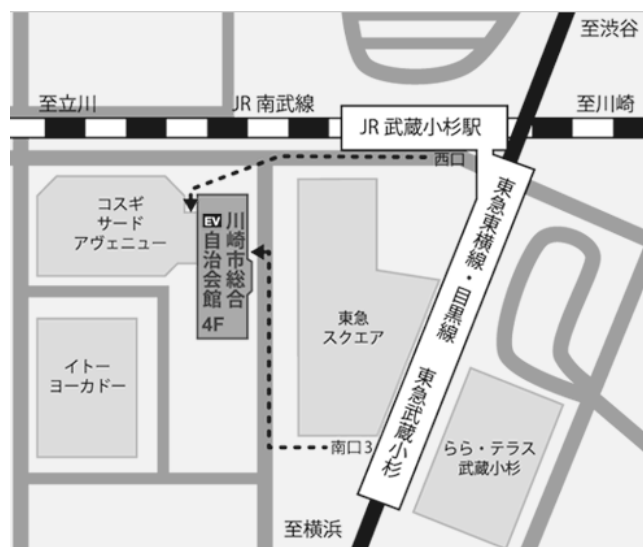 至渋谷
至立川
JR 南武線
JR 武蔵小杉駅
至川崎
西口
コスギ
サード
アヴェニュー
川崎市総合
EV 自治会館
4F
東急東横線・目黒線
東急武蔵小杉
東急
スクエア
イトー
ヨーカドー
南口3
らら・テラス
武蔵小杉
至横浜